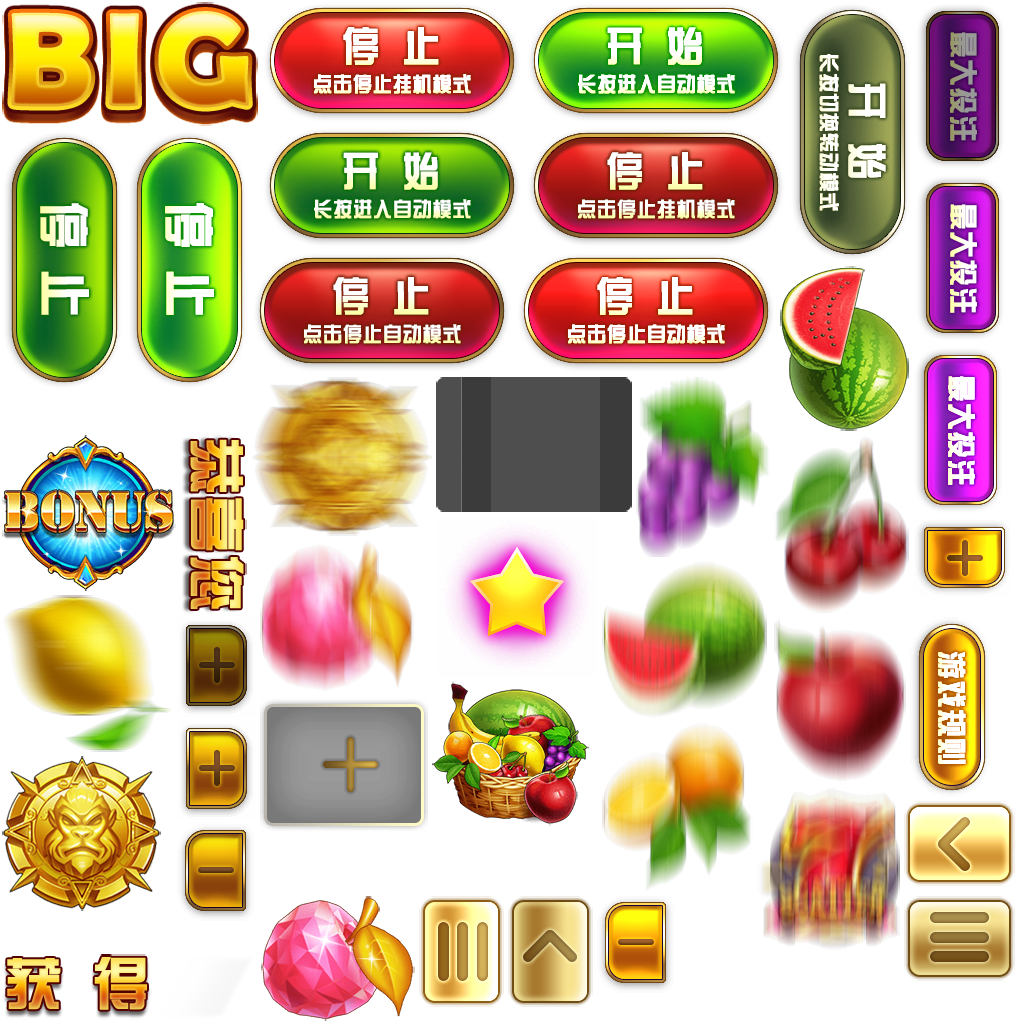 BIG
停止
点击停止挂机模式
开始
长按进入自动模式
开始
长按切换转动模式
最大投注
停止
停止
开始
长按进入自动模式
停止
点击停止挂机模式
最大投注
停止
点击停止自动模式
停止
点击停止自动模式
最大投注
BONUS
恭喜您
游戏规则
获得